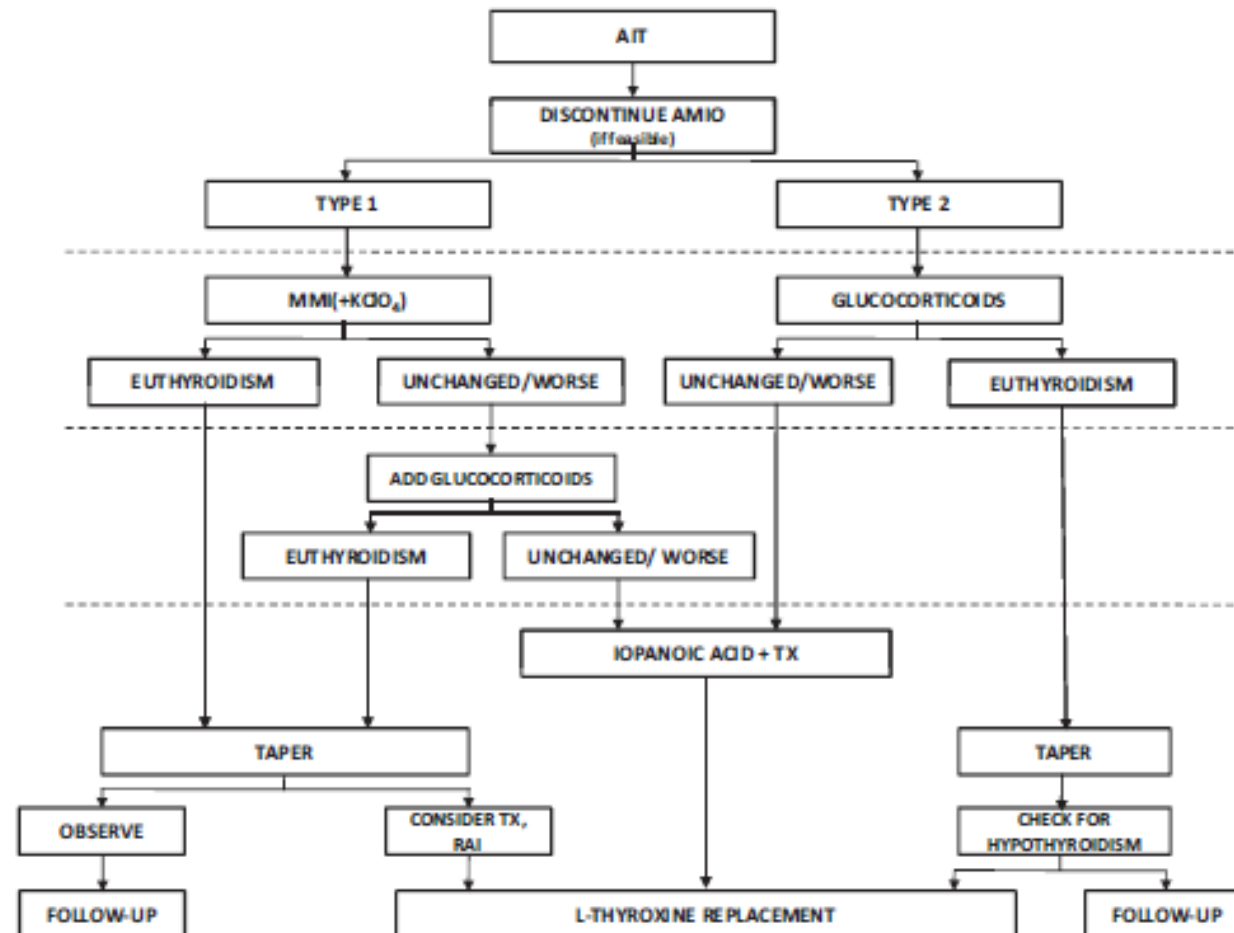 AIT
DISCONTINUE AMIO
(if feasible)
TYPE 1
TYPE 2
MMI(+KClO₄)
GLUCOCORTICOIDS
EUTHYROIDISM
UNCHANGED/WORSE
UNCHANGED/WORSE
EUTHYROIDISM
ADD GLUCOCORTICOIDS
EUTHYROIDISM
UNCHANGED/ WORSE
IOPANOIC ACID + TX
TAPER
TAPER
OBSERVE
CONSIDER TX,
RAI
CHECK FOR
HYPOTHYROIDISM
FOLLOW-UP
L-THYROXINE REPLACEMENT
FOLLOW-UP